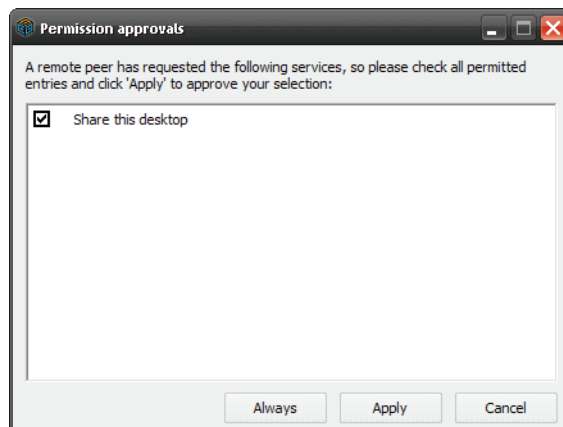 Permission approvals
A remote peer has requested the following services, so please check all permitted
entries and click 'Apply' to approve your selection:
Share this desktop
Always Apply Cancel